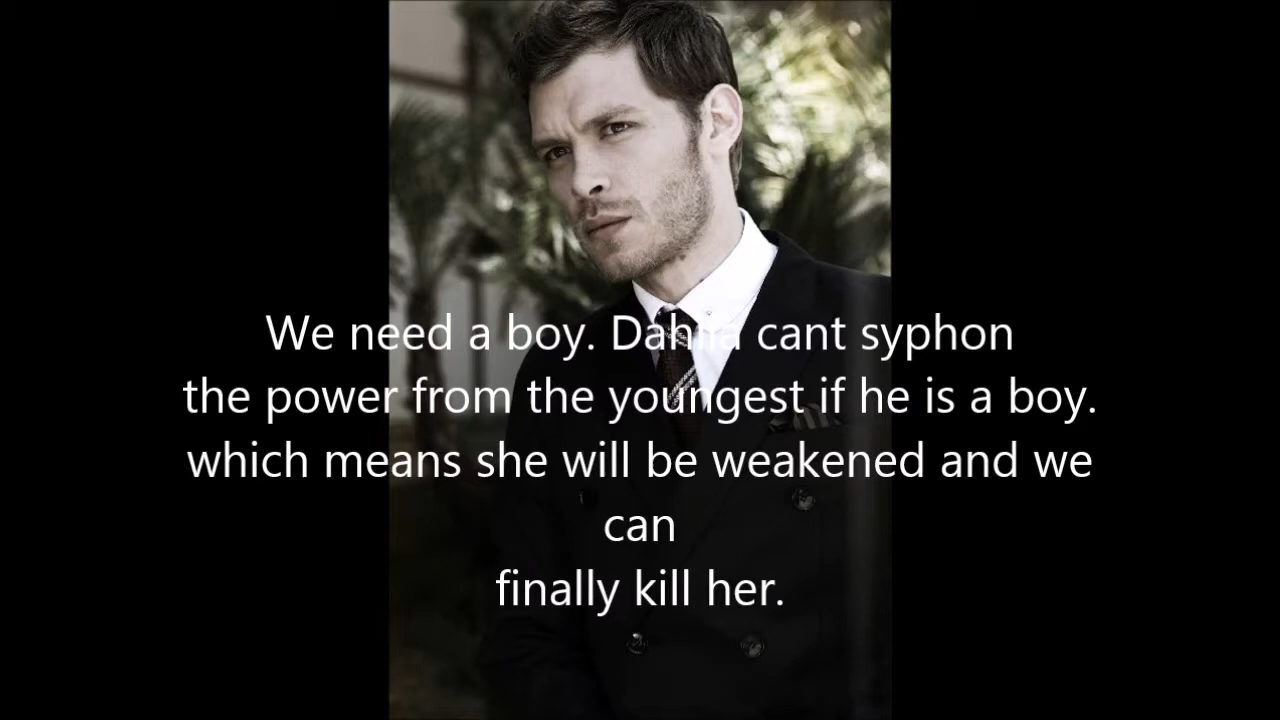 We need a boy. Dahlia cant syphon
the power from the youngest if he is a boy.
which means she will be weakened and we
can
finally kill her.